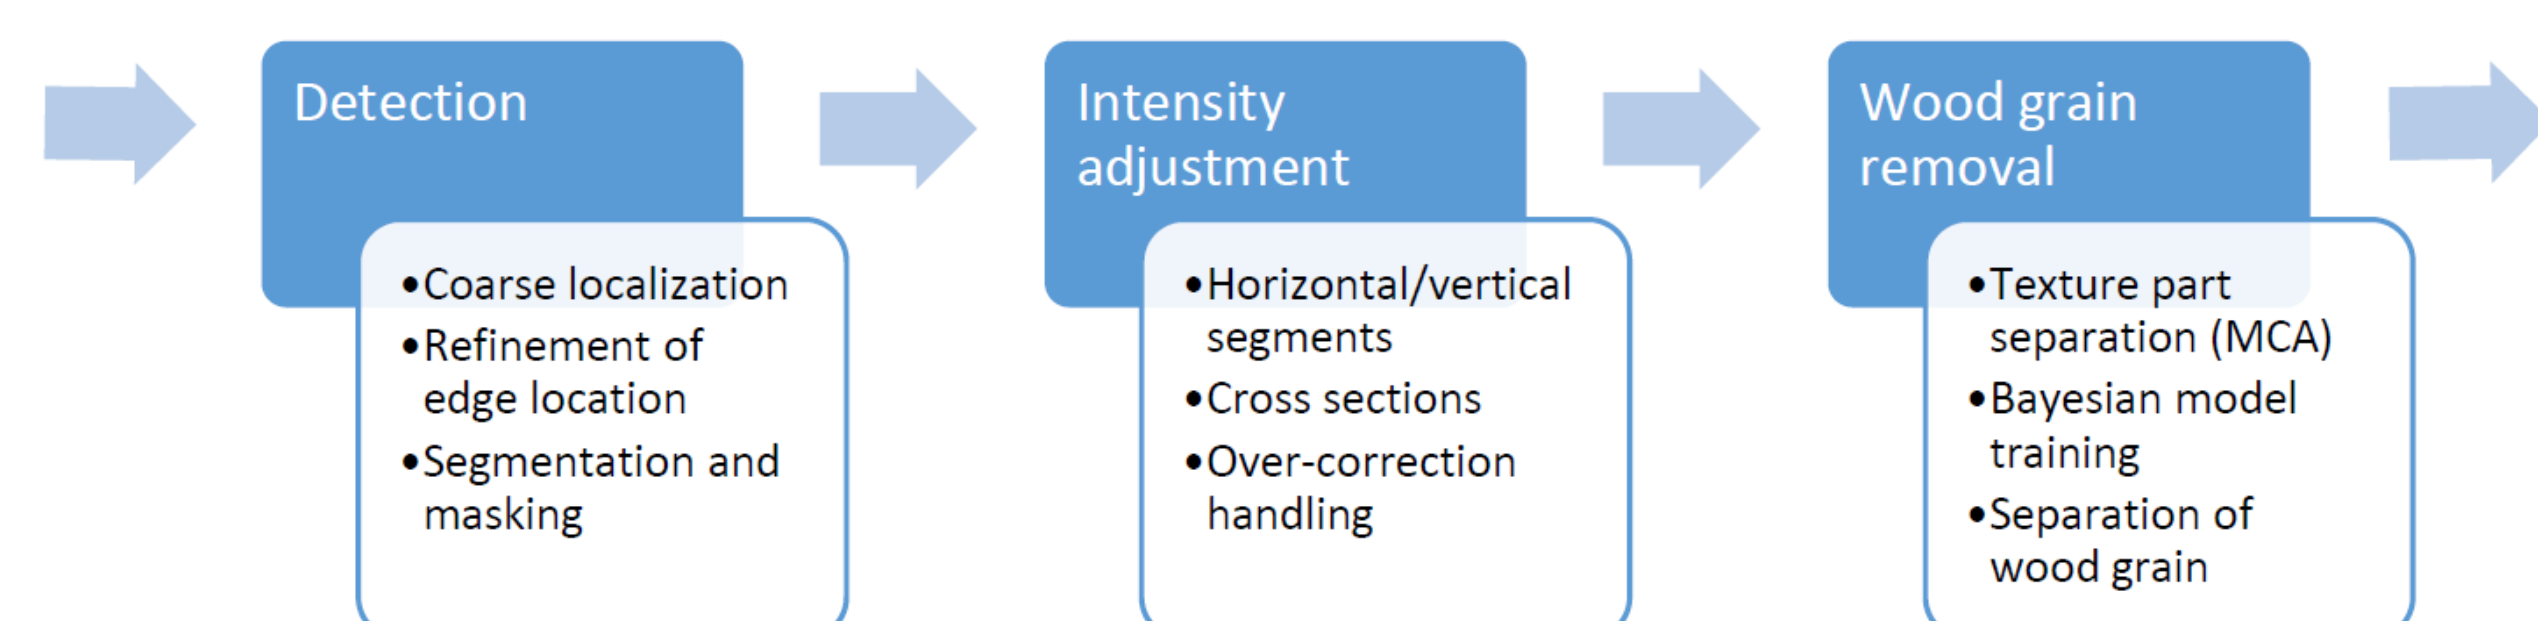 Detection
•Coarse localization
•Refinement of
edge location
•Segmentation and
masking
Intensity
adjustment
•Horizontal/vertical
segments
•Cross sections
•Over-correction
handling
Wood grain
removal
•Texture part
separation (MCA)
•Bayesian model
training
•Separation of
wood grain